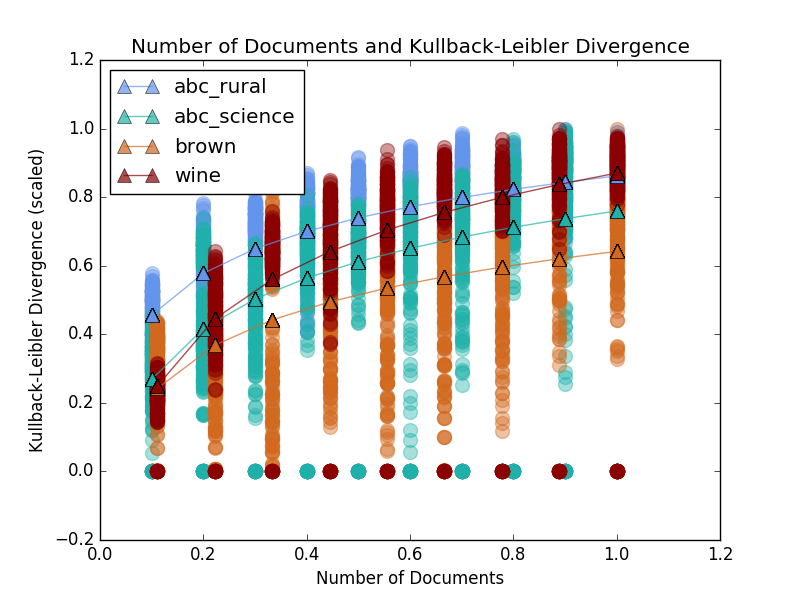 Number of Documents and Kullback-Leibler Divergence
abc_rural
abc_science
brown
wine
Kullback-Leibler Divergence (scaled)
1.2
1.0
0.8
0.6
0.4
0.2
0.0
−0.2
0.0 0.2 0.4 0.6 0.8 1.0 1.2
Number of Documents